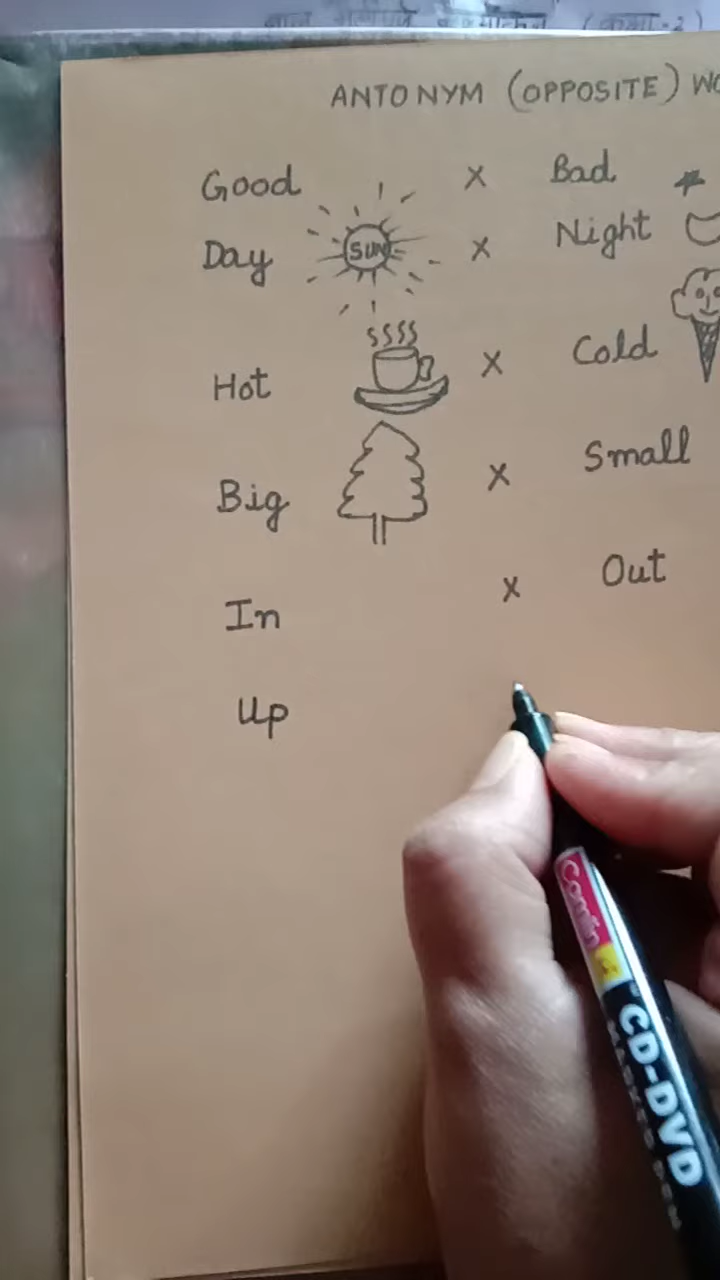 ANTONYM (OPPOSITE)
Good x Bad
Day SUN x Night
Hot x Cold
Big x Small
In x Out
Up
Camlin
CD-DVD